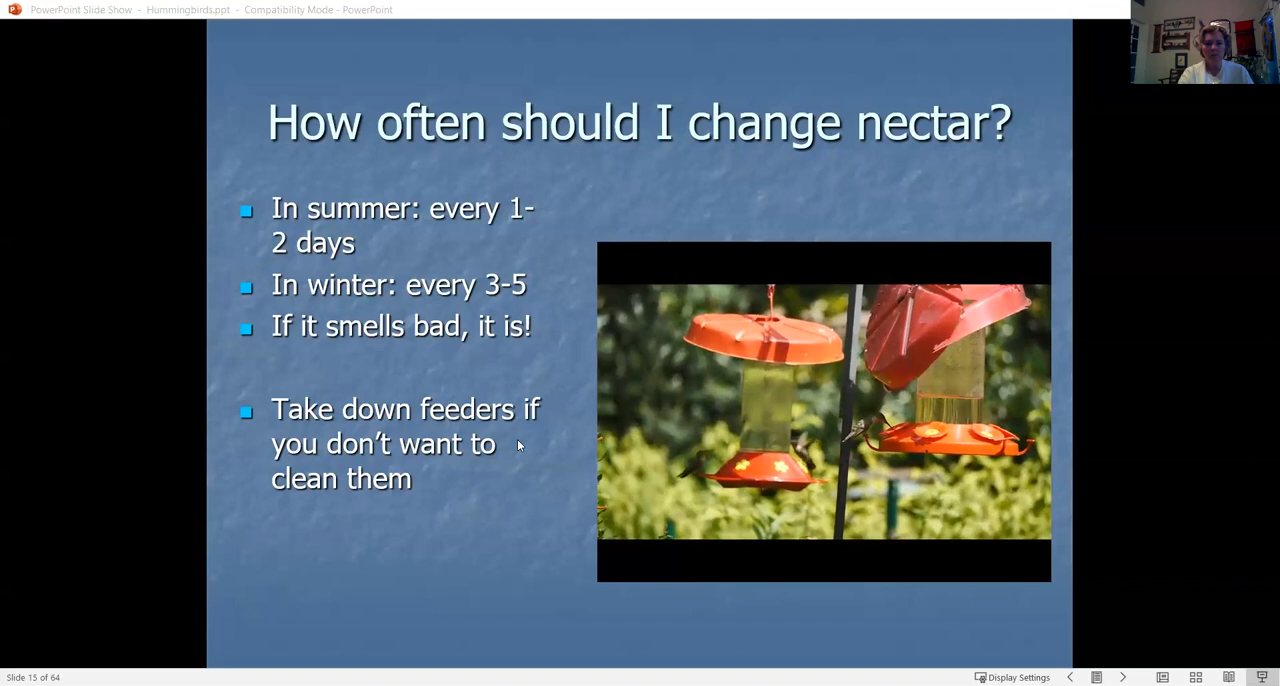 PowerPoint Slide Show - Hummingbirds.ppt - Compatibility Mode - PowerPoint
How often should I change nectar?
In summer: every 1-
2 days
In winter: every 3-5
If it smells bad, it is!
Take down feeders if
you don’t want to
clean them
Slide 15 of 64
Display Settings